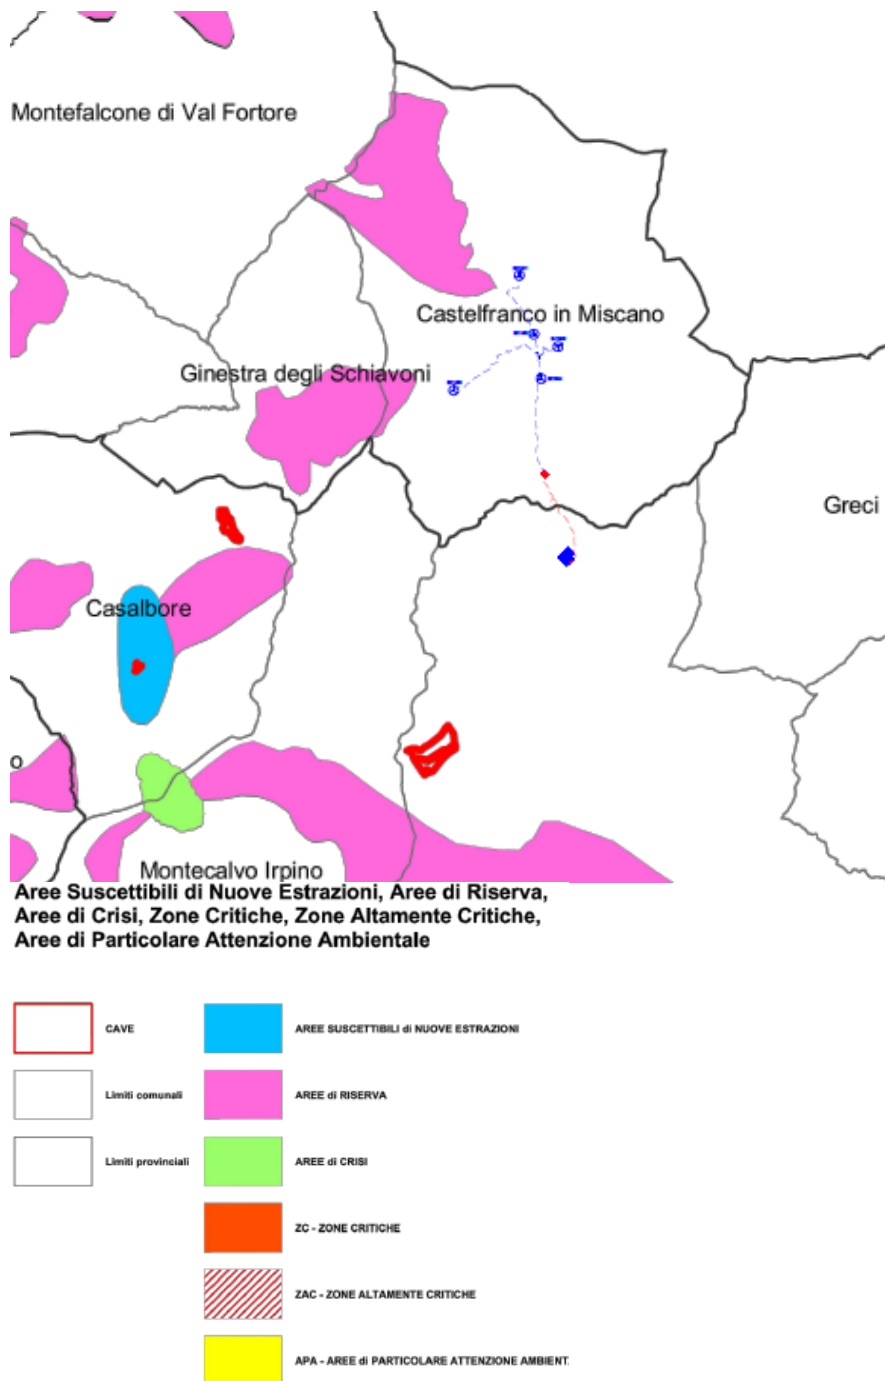 Montefalcone di Val Fortore
Castelfranco in Miscano
Ginestra degli Schiavoni
Greci
Casalbore
o
Montecalvo Irpino
Aree Suscettibili di Nuove Estrazioni, Aree di Riserva,
Aree di Crisi, Zone Critiche, Zone Altamente Critiche,
Aree di Particolare Attenzione Ambientale
CAVE
AREE SUSCETTIBILI di NUOVE ESTRAZIONI
Limiti comunali
AREE di RISERVA
Limiti provinciali
AREE di CRISI
ZC - ZONE CRITICHE
ZAC - ZONE ALTAMENTE CRITICHE
APA - AREE di PARTICOLARE ATTENZIONE AMBIENT.